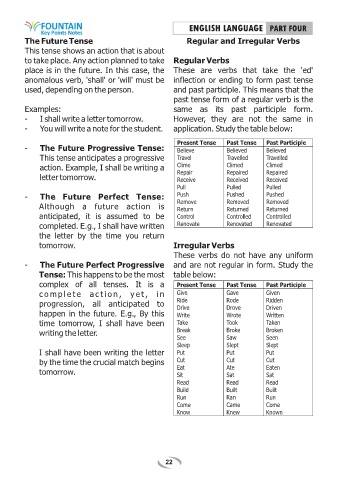 FOUNTAIN
Key Points Notes
ENGLISH LANGUAGE PART FOUR
The Future Tense
This tense shows an action that is about
to take place. Any action planned to take
place is in the future. In this case, the
anomalous verb, 'shall' or 'will' must be
used, depending on the person.
Examples:
- I shall write a letter tomorrow.
- You will write a note for the student.
- The Future Progressive Tense:
This tense anticipates a progressive
action. Example, I shall be writing a
letter tomorrow.
- The Future Perfect Tense:
Although a future action is
anticipated, it is assumed to be
completed. E.g., I shall have written
the letter by the time you return
tomorrow.
- The Future Perfect Progressive
Tense: This happens to be the most
complex of all tenses. It is a
complete action, yet, in
progression, all anticipated to
happen in the future. E.g., By this
time tomorrow, I shall have been
writing the letter.
I shall have been writing the letter
by the time the crucial match begins
tomorrow.
Regular and Irregular Verbs
Regular Verbs
These are verbs that take the 'ed'
inflection or ending to form past tense
and past participle. This means that the
past tense form of a regular verb is the
same as its past participle form.
However, they are not the same in
application. Study the table below:
Present Tense Past Tense Past Participle
Believe Believed Believed
Travel Travelled Travelled
Clime Climed Climed
Repair Repaired Repaired
Receive Received Received
Pull Pulled Pulled
Push Pushed Pushed
Remove Removed Removed
Return Returned Returned
Control Controlled Controlled
Renovate Renovated Renovated
Irregular Verbs
These verbs do not have any uniform
and are not regular in form. Study the
table below:
Present Tense Past Tense Past Participle
Give Gave Given
Ride Rode Ridden
Drive Drove Driven
Write Wrote Written
Take Took Taken
Break Broke Broken
See Saw Seen
Sleep Slept Slept
Put Put Put
Cut Cut Cut
Eat Ate Eaten
Sit Sat Sat
Read Read Read
Build Built Built
Run Ran Run
Come Came Come
Know Knew Known
22